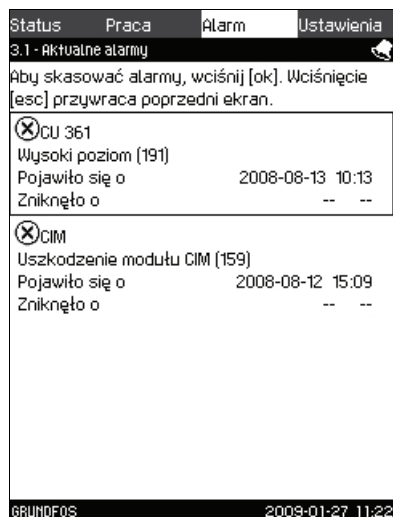 Status Praca Alarm Ustawienia
3.1 - Aktualne alarmy
Aby skasować alarmy, wciśnij [ok]. Wciśnięcie
[esc] przywraca poprzedni ekran.
CU 361
Wysoki poziom (191)
Pojawiło się o 2008-08-13 10:13
Zniknęło o -- --
CIM
Uszkodzenie modułu CIM (159)
Pojawiło się o 2008-08-12 15:09
Zniknęło o -- --
GRUNDFOS 2009-01-27 11:22